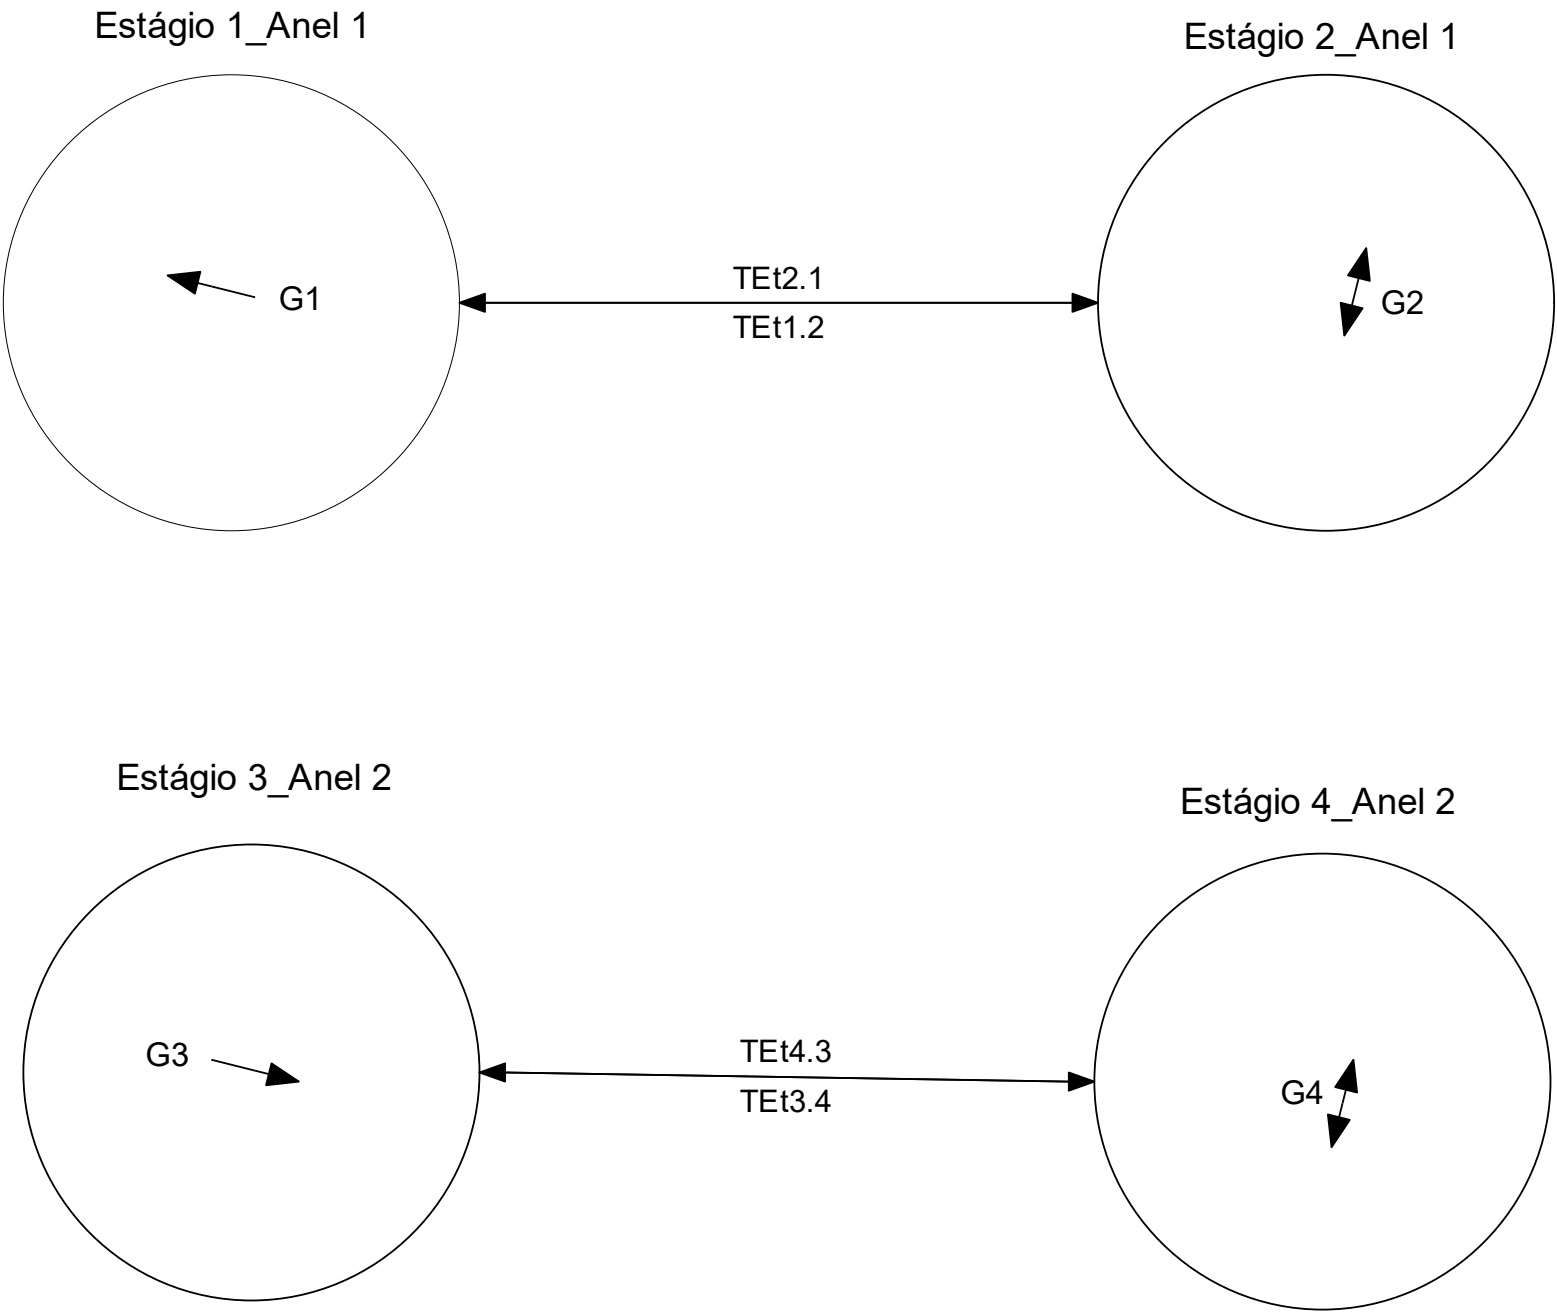 Estágio 1_Anel 1
Estágio 2_Anel 1
G1
TEt2.1
TEt1.2
G2
Estágio 3_Anel 2
Estágio 4_Anel 2
G3
TEt4.3
TEt3.4
G4